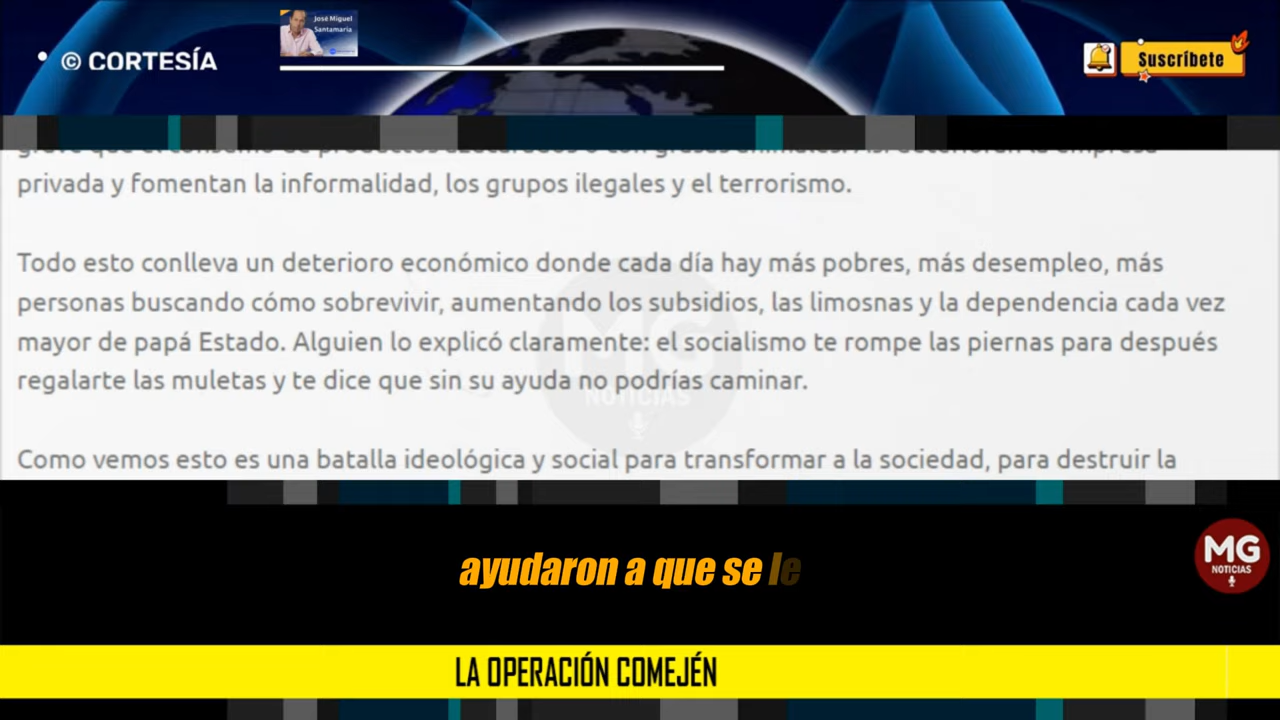 © CORTESÍA
José Miguel
Santamaría
Suscríbete
privada y fomentan la informalidad, los grupos ilegales y el terrorismo.
Todo esto conlleva un deterioro económico donde cada día hay más pobres, más desempleo, más
personas buscando cómo sobrevivir, aumentando los subsidios, las limosnas y la dependencia cada vez
mayor de papá Estado. Alguien lo explicó claramente: el socialismo te rompe las piernas para después
regalarte las muletas y te dice que sin su ayuda no podrías caminar.
Como vemos esto es una batalla ideológica y social para transformar a la sociedad, para destruir la
MG
NOTICIAS
ayudaron a que se le
MG
NOTICIAS
LA OPERACIÓN COMEJÉN